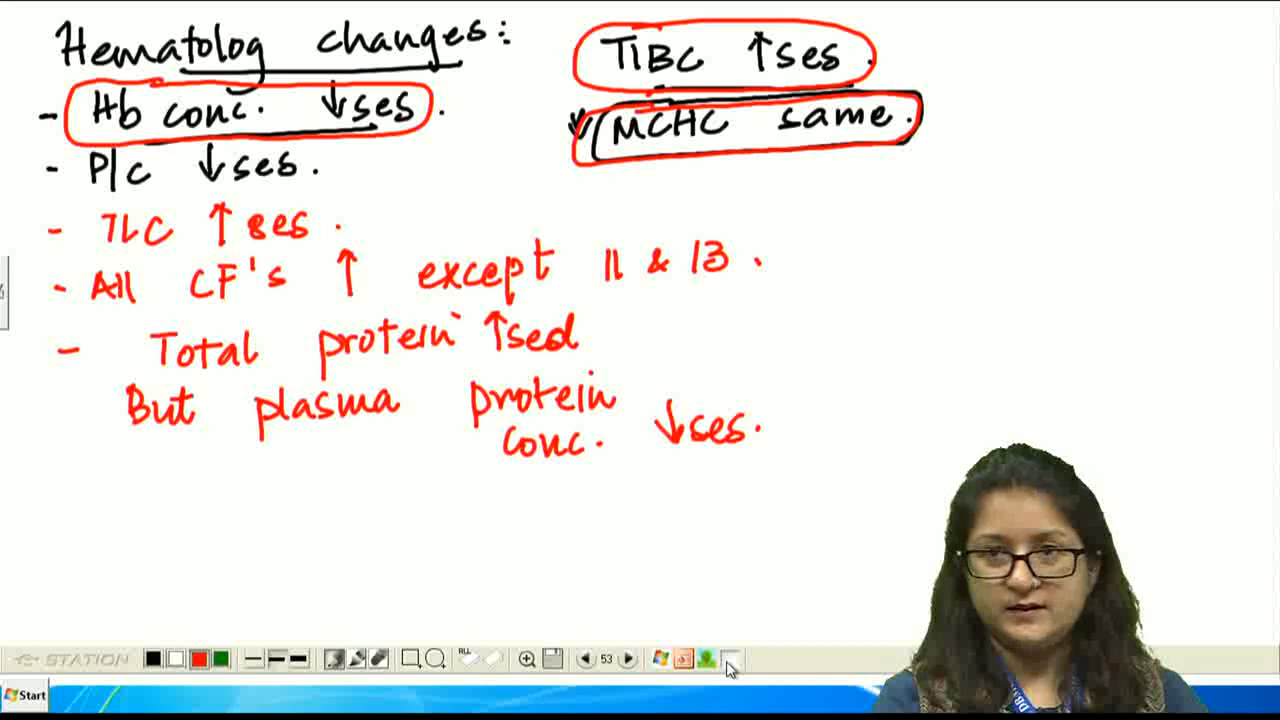 Hematolog changes:
- Hb conc. ↓ses.
- P/c ↓ses.
- TLC ↑ses.
- All CF's ↑ except 11 & 13.
- Total protein ↑sed
But plasma protein
conc. ↓ses.
TIBC ↑ses.
MCHC same.
STATION
ALL
53
Start